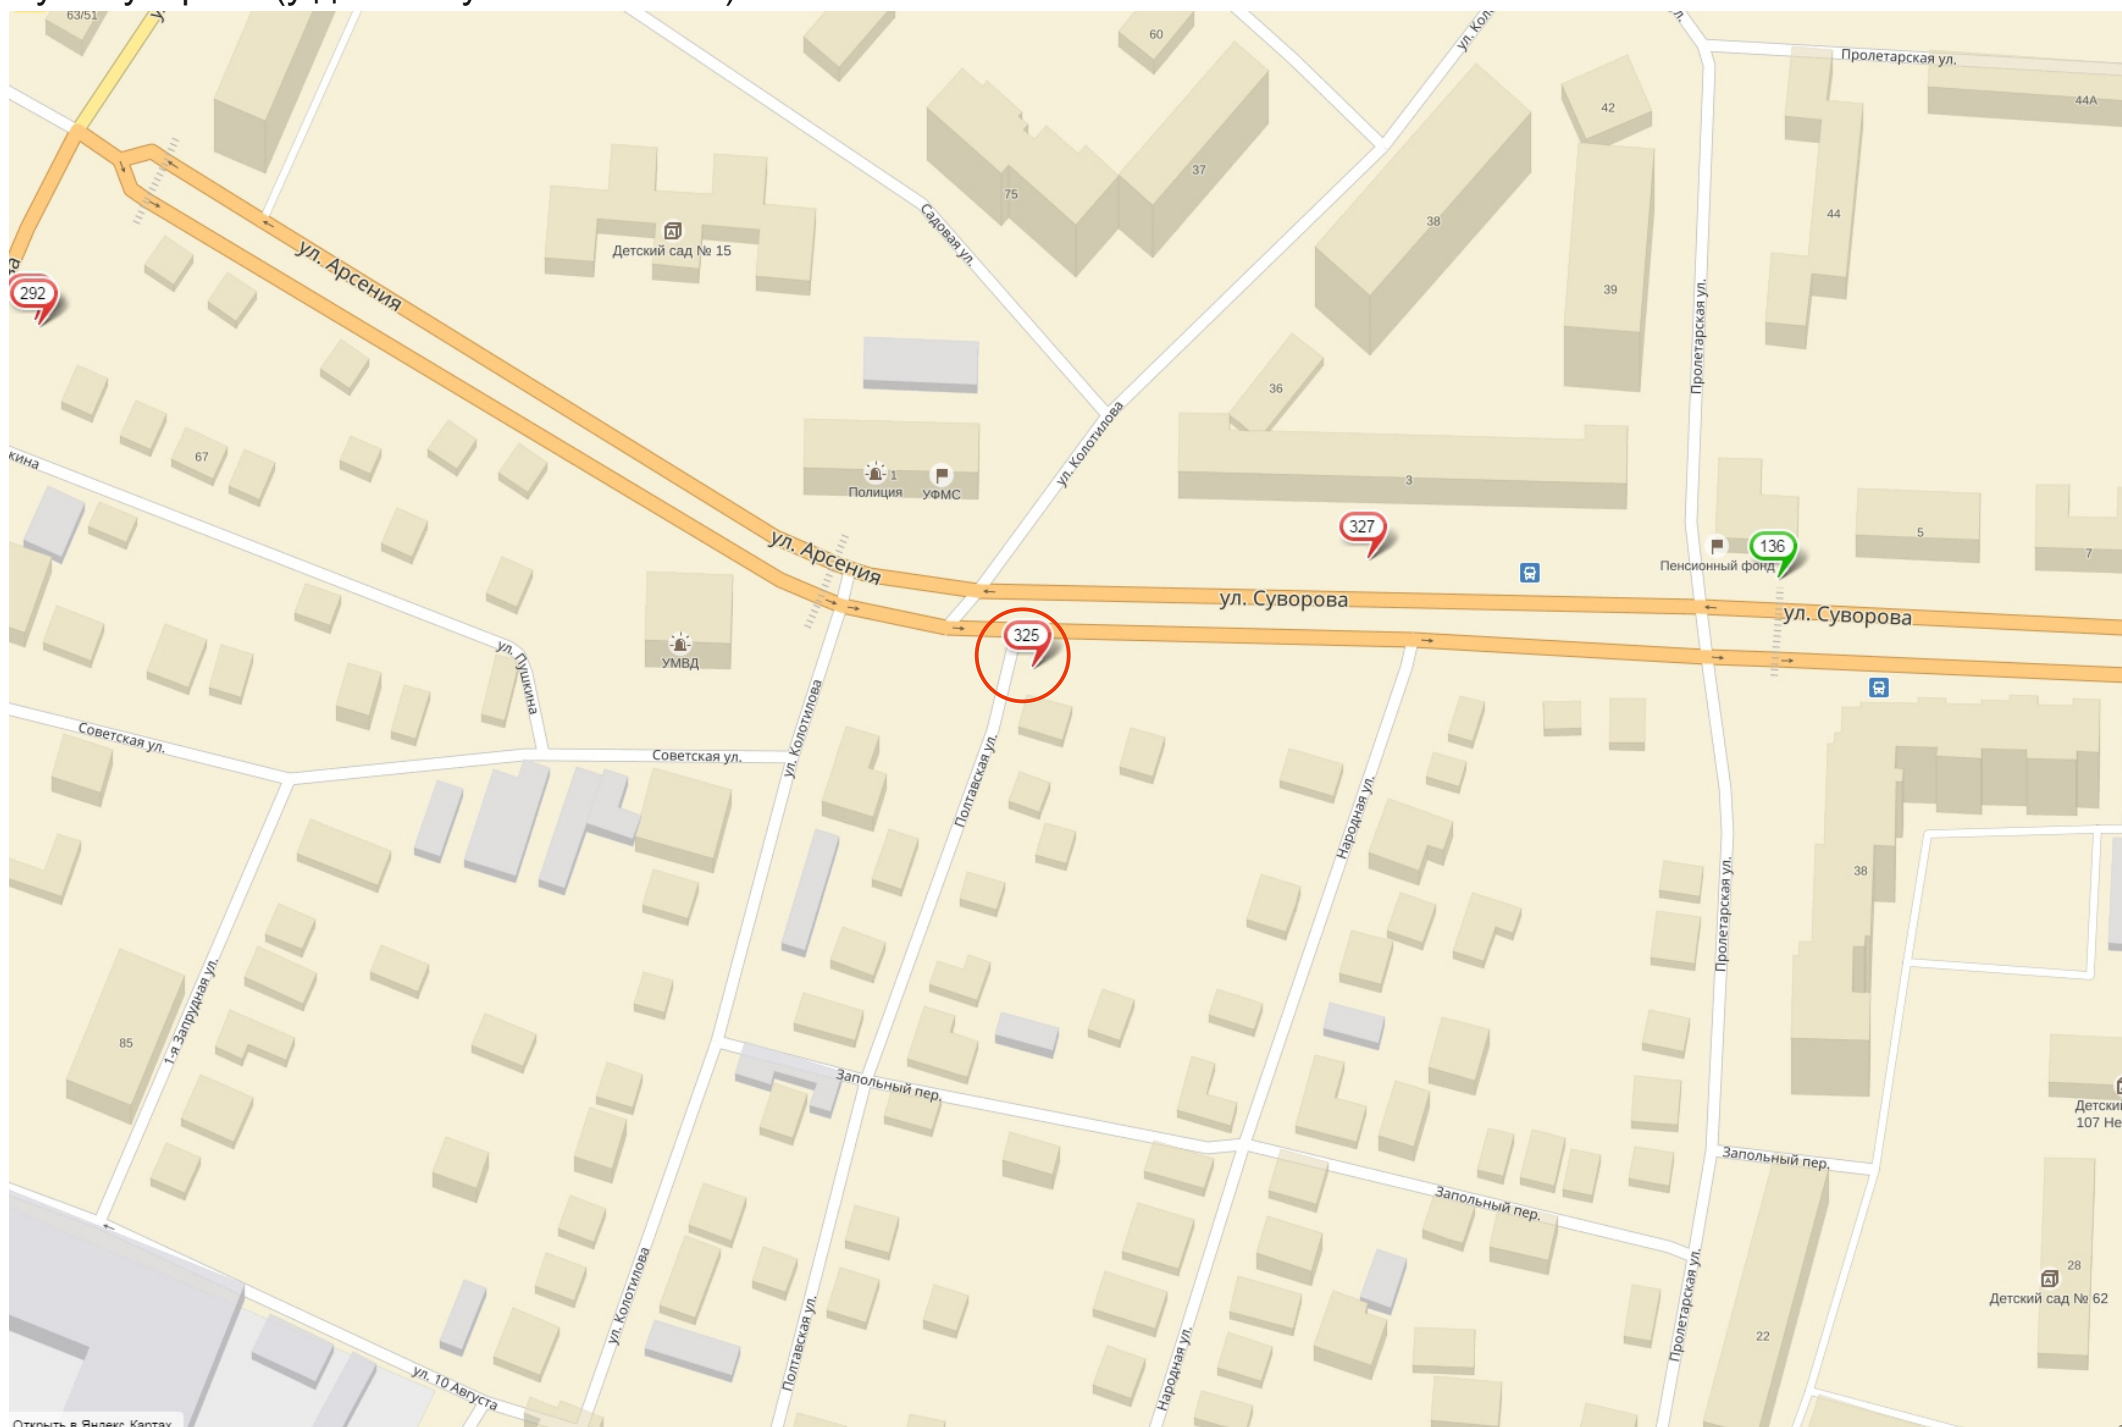 63/51
60
Пролетарская ул.
44А
42
37
75
38
44
39
Садовая ул.
Детский сад № 15
ул. Арсения
292
Пролетарская ул.
36
ул. Колотилова
67
кина
1
Полиция
УФМС
3
327
5
7
136
Пенсионный фонд
ул. Арсения
ул. Суворова
ул. Суворова
325
УМВД
ул. Пушкина
ул. Колотилова
Советская ул.
Советская ул.
Полтавская ул.
Народная ул.
38
Пролетарская ул.
1-я Запрудная ул.
85
Запольный пер.
Детски
107 Не
Запольный пер.
Запольный пер.
28
Детский сад № 62
ул. Колотилова
Полтавская ул.
Народная ул.
Пролетарская ул.
22
ул. 10 Августа
Открыть в Яндекс.Картах